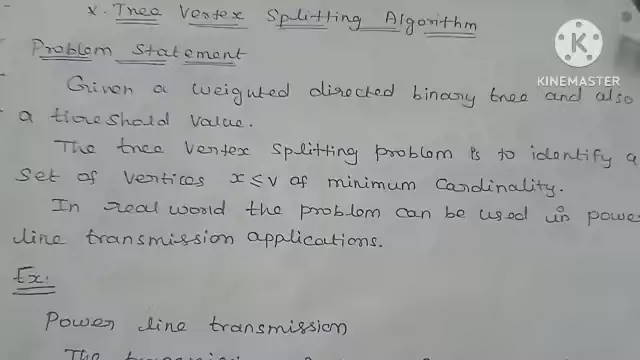 x. Tree Vertex Splitting Algorithm
Problem Statement
Given a weiguted directed binary tree and also
a threshold value.
The tree vertex splitting problem is to identify a
set of vertices x ≤ v of minimum Cardinality.
In real world the problem can be used in power
line transmission applications.
Ex:
Power line transmission
The
K
KINEMASTER